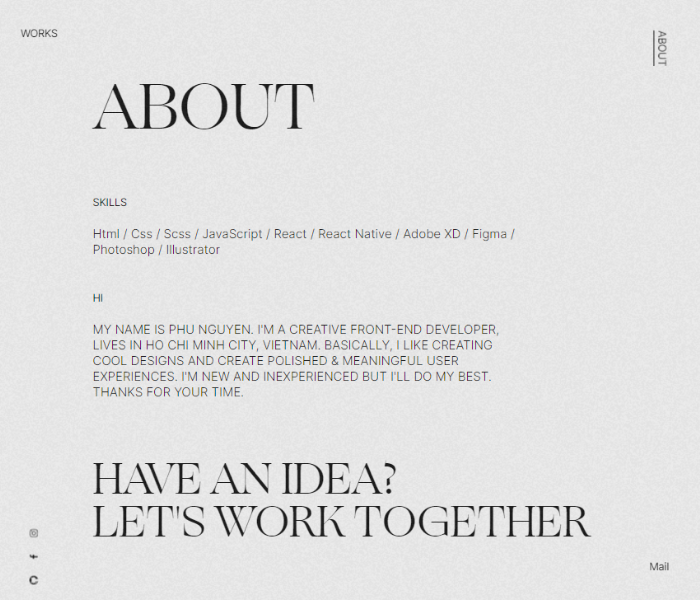 WORKS
ABOUT
ABOUT
SKILLS
Html / Css / Scss / JavaScript / React / React Native / Adobe XD / Figma /
Photoshop / Illustrator
HI
MY NAME IS PHU NGUYEN. I'M A CREATIVE FRONT-END DEVELOPER,
LIVES IN HO CHI MINH CITY, VIETNAM. BASICALLY, I LIKE CREATING
COOL DESIGNS AND CREATE POLISHED & MEANINGFUL USER
EXPERIENCES. I'M NEW AND INEXPERIENCED BUT I'LL DO MY BEST.
THANKS FOR YOUR TIME.
HAVE AN IDEA?
LET'S WORK TOGETHER
Mail